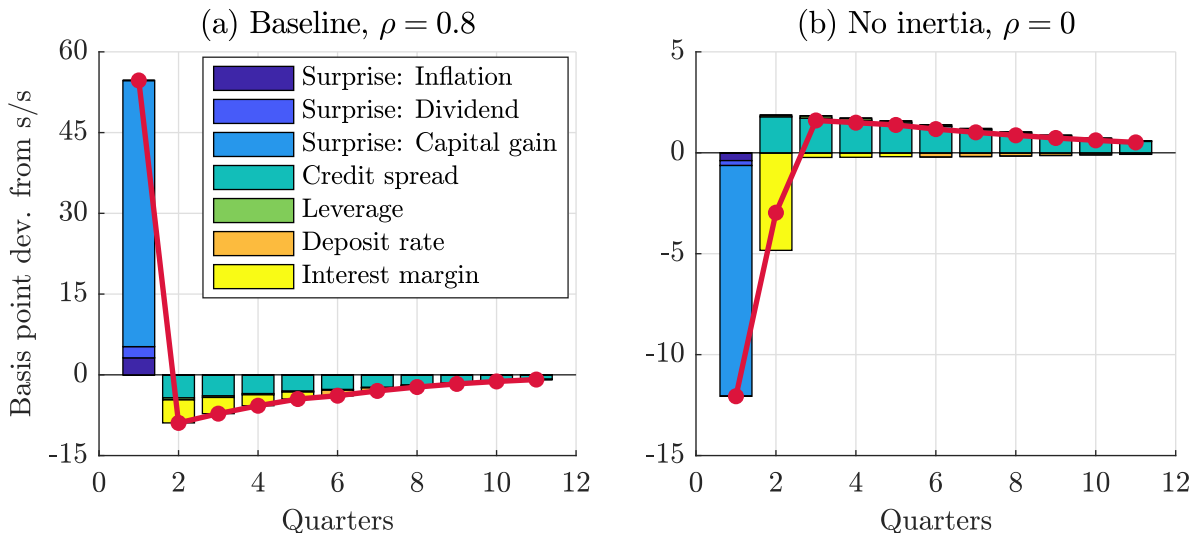 (a) Baseline, ρ = 0.8
Basis point dev. from s/s
60
45
30
15
0
-15
Surprise: Inflation
Surprise: Dividend
Surprise: Capital gain
Credit spread
Leverage
Deposit rate
Interest margin
0 2 4 6 8 10 12
Quarters
(b) No inertia, ρ = 0
5
0
-5
-10
-15
0 2 4 6 8 10 12
Quarters